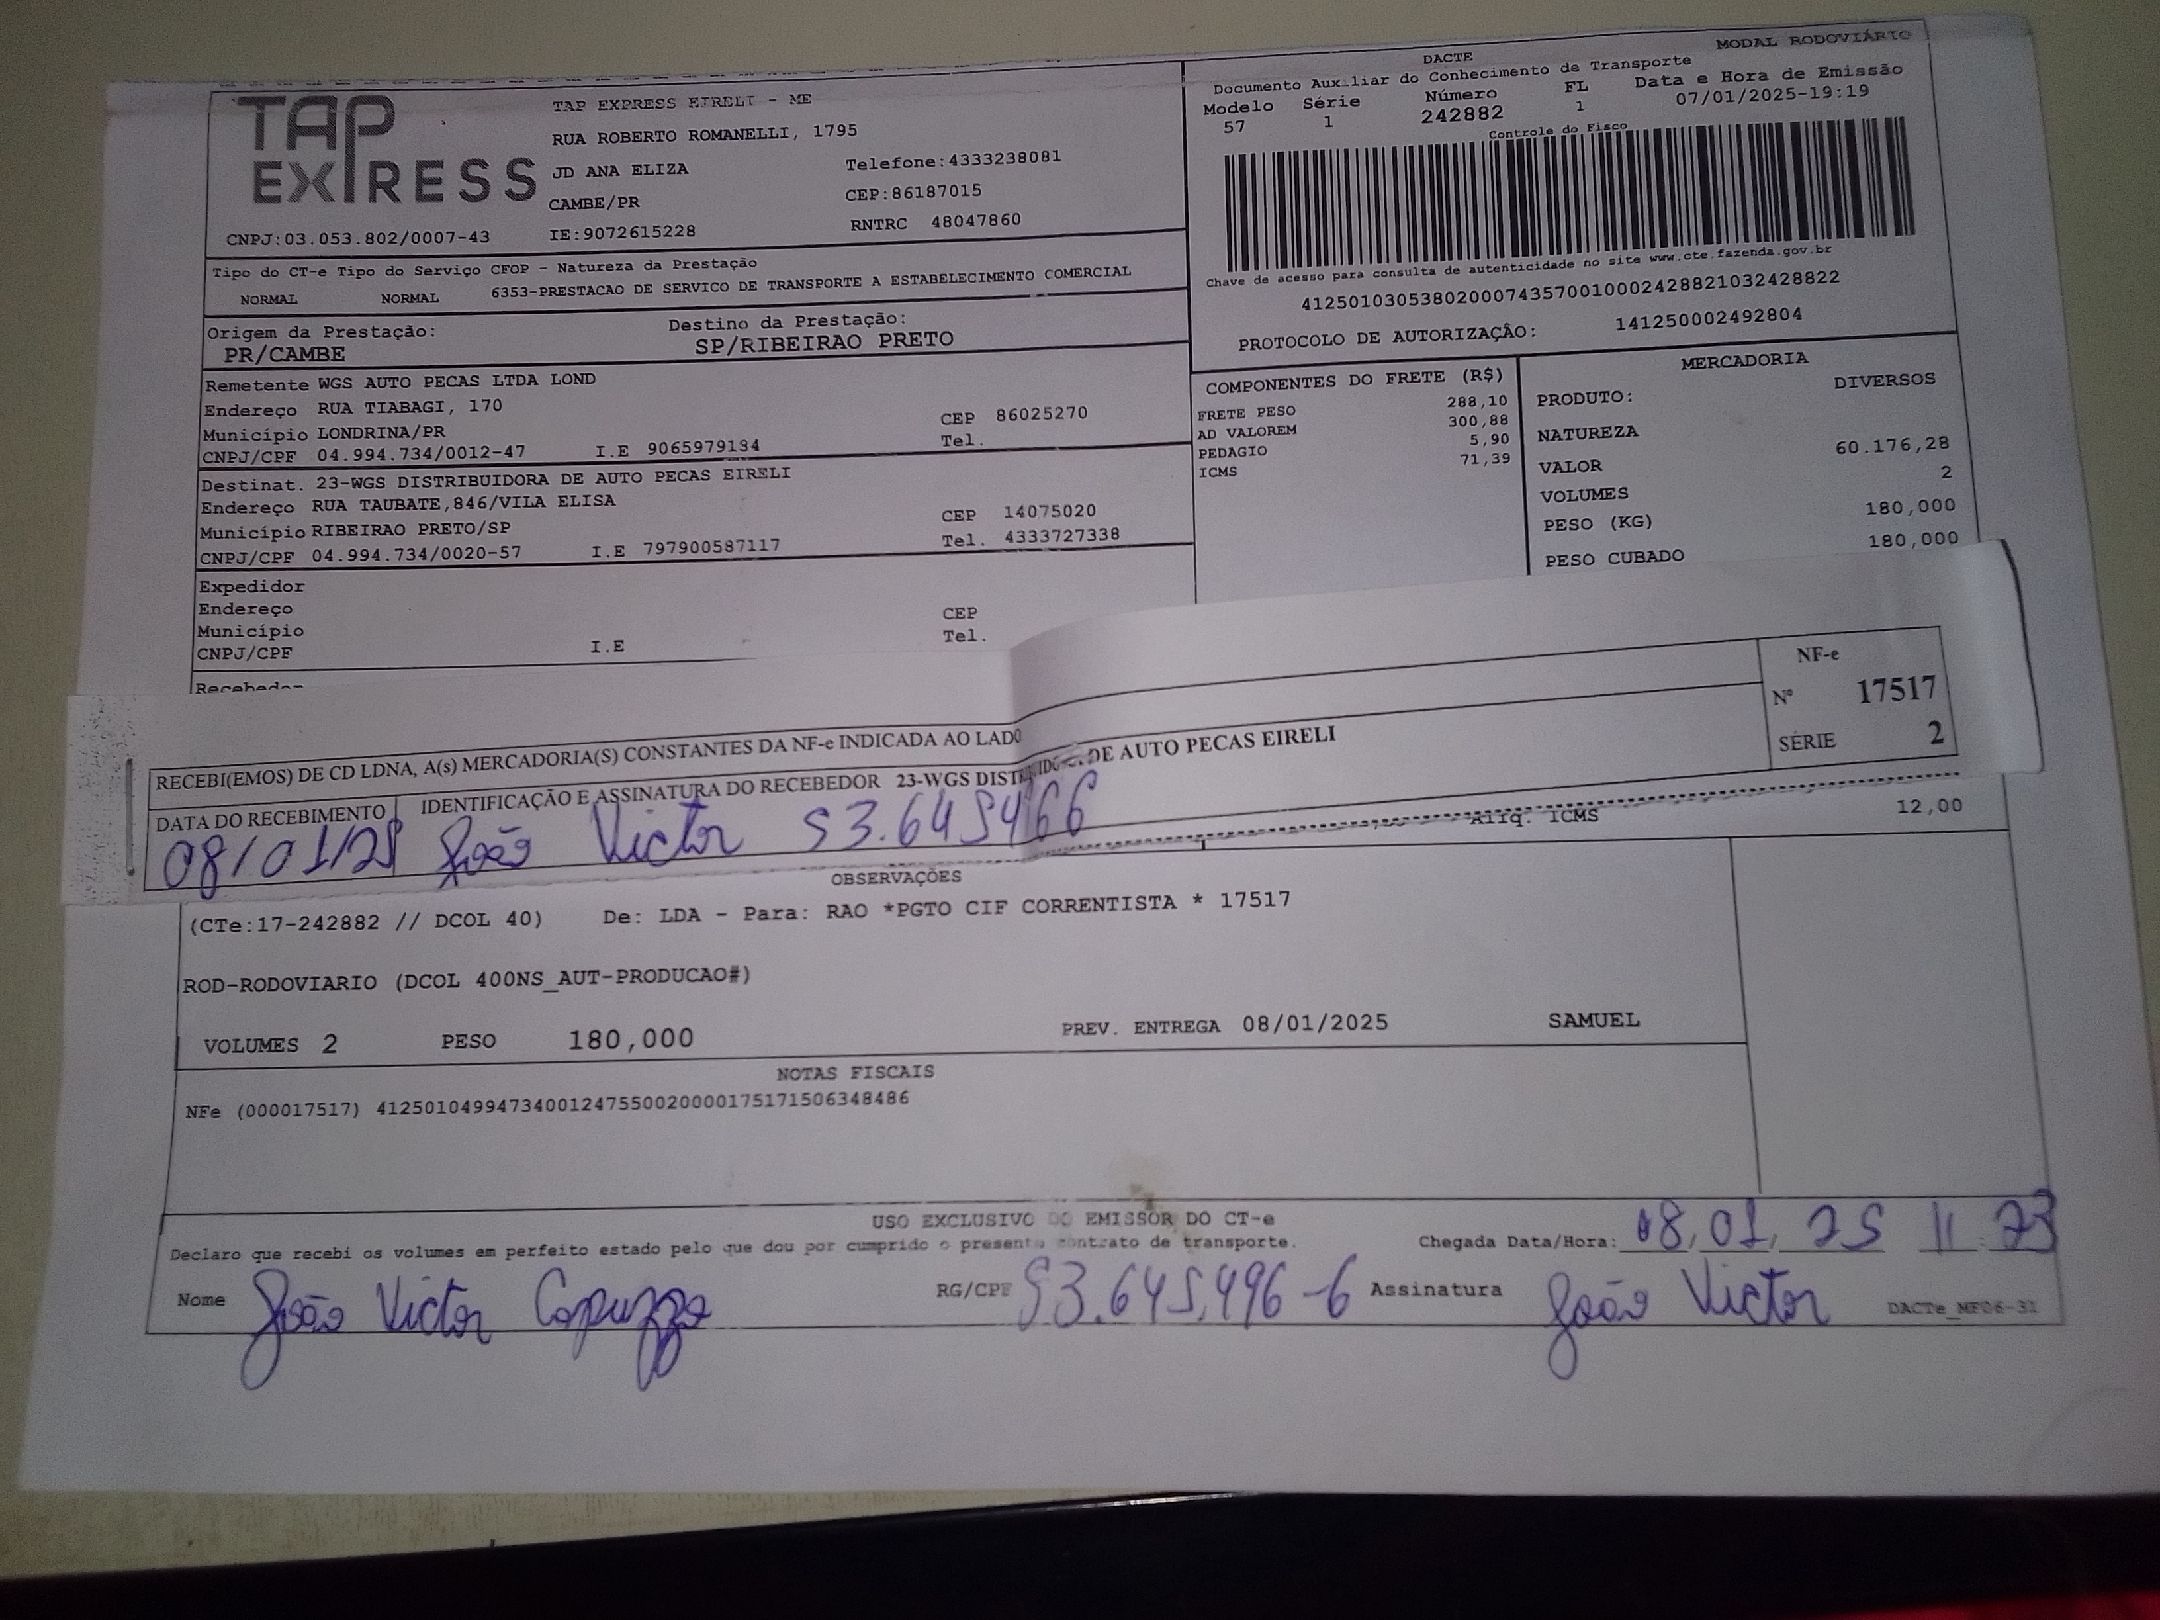 TAP EXPRESS
TAP EXPRESS EIRELI - ME
RUA ROBERTO ROMANELLI, 1795
JD ANA ELIZA Telefone:4333238081
CAMBE/PR CEP:86187015
CNPJ:03.053.802/0007-43 IE:9072615228 RNTRC 48047860
DACTE MODAL RODOVIÁRIO
Documento Auxiliar do Conhecimento de Transporte
Modelo Série Número FL Data e Hora de Emissão
57 1 242882 1 07/01/2025-19:19
Controle do Fisco
Chave de acesso para consulta de autenticidade no site www.cte.fazenda.gov.br
41250103053802000743570010002428821032428822
PROTOCOLO DE AUTORIZAÇÃO: 141250002492804
Tipo do CT-e Tipo do Serviço CFOP - Natureza da Prestação
NORMAL NORMAL 6353-PRESTACAO DE SERVICO DE TRANSPORTE A ESTABELECIMENTO COMERCIAL
Origem da Prestação: Destino da Prestação:
PR/CAMBE SP/RIBEIRAO PRETO
Remetente WGS AUTO PECAS LTDA LOND
Endereço RUA TIABAGI, 170 CEP 86025270
Município LONDRINA/PR Tel.
CNPJ/CPF 04.994.734/0012-47 I.E 9065979134
Destinat. 23-WGS DISTRIBUIDORA DE AUTO PECAS EIRELI
Endereço RUA TAUBATE,846/VILA ELISA CEP 14075020
Município RIBEIRAO PRETO/SP Tel. 4333727338
CNPJ/CPF 04.994.734/0020-57 I.E 797900587117
Expedidor
Endereço CEP
Município Tel.
CNPJ/CPF I.E
Recebedor
COMPONENTES DO FRETE (R$)
FRETE PESO 288,10
AD VALOREM 300,88
PEDAGIO 5,90
ICMS 71,39
MERCADORIA
PRODUTO: DIVERSOS
NATUREZA
VALOR 60.176,28
VOLUMES 2
PESO (KG) 180,000
PESO CUBADO 180,000
RECEBI(EMOS) DE CD LDNA, A(s) MERCADORIA(S) CONSTANTES DA NF-e INDICADA AO LADO
DATA DO RECEBIMENTO IDENTIFICAÇÃO E ASSINATURA DO RECEBEDOR 23-WGS DIST DE AUTO PECAS EIRELI
08/01/25 João Victor 53.645466
NF-e
Nº 17517
SÉRIE 2
Alíq. ICMS 12,00
OBSERVAÇÕES
(CTe:17-242882 // DCOL 40) De: LDA - Para: RAO *PGTO CIF CORRENTISTA * 17517
ROD-RODOVIARIO (DCOL 400NS_AUT-PRODUCAO#)
VOLUMES 2 PESO 180,000 PREV. ENTREGA 08/01/2025 SAMUEL
NOTAS FISCAIS
NFe (000017517) 41250104994734001247550020000175171506348486
USO EXCLUSIVO DO EMISSOR DO CT-e
Declaro que recebi os volumes em perfeito estado pelo que dou por cumprido o presente contrato de transporte. Chegada Data/Hora: 08,01, 25 11:23
Nome João Victor Capuzzo RG/CPF 53.645.496-6 Assinatura João Victor DACTe_MF06-31